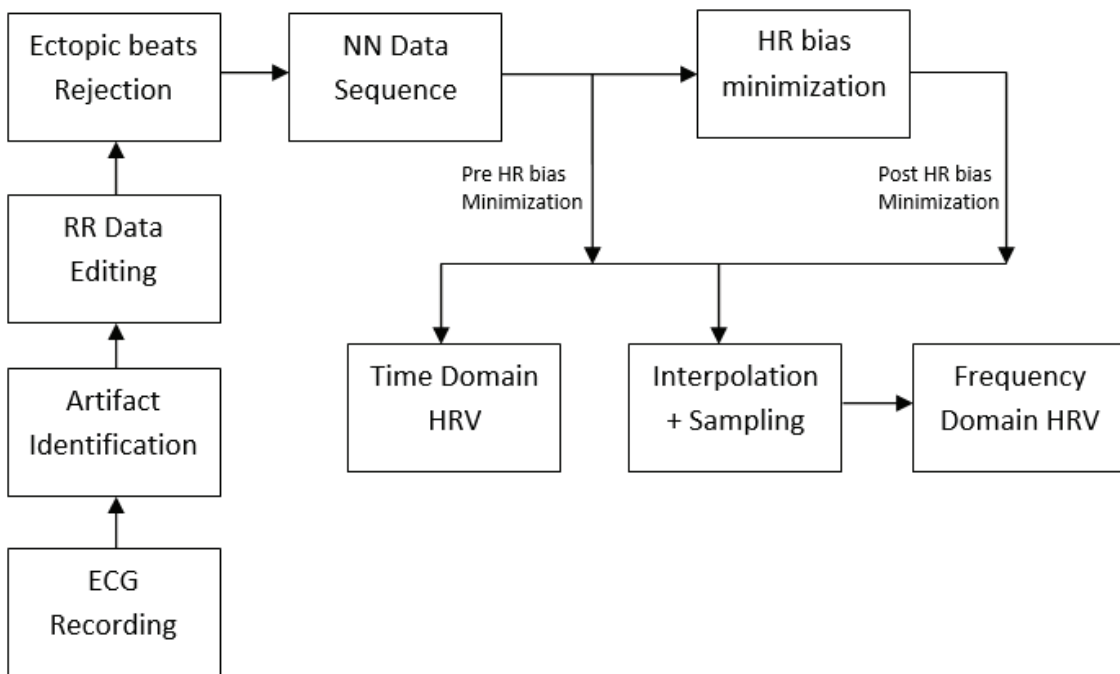 Ectopic beats
Rejection
NN Data
Sequence
HR bias
minimization
Pre HR bias
Minimization
Post HR bias
Minimization
RR Data
Editing
Time Domain
HRV
Interpolation
+ Sampling
Frequency
Domain HRV
Artifact
Identification
ECG
Recording